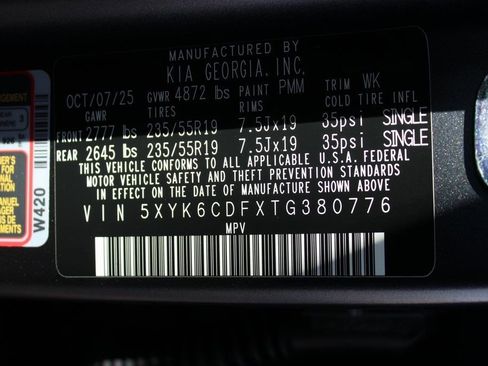 MANUFACTURED BY
KIA GEORGIA, INC.
OCT/07/25 GVWR 4872 lbs PAINT PMM TRIM WK
GAWR TIRES RIMS COLD TIRE INFL
FRONT 2777 lbs 235/55R19 7.5Jx19 35psi SINGLE
REAR 2645 lbs 235/55R19 7.5Jx19 35psi SINGLE
THIS VEHICLE CONFORMS TO ALL APPLICABLE U.S.A. FEDERAL
MOTOR VEHICLE SAFETY AND THEFT PREVENTION STANDARDS
IN EFFECT ON THE DATE OF MANUFACTURE SHOWN ABOVE
VIN 5XYK6CDFXTG380776
MPV
W420